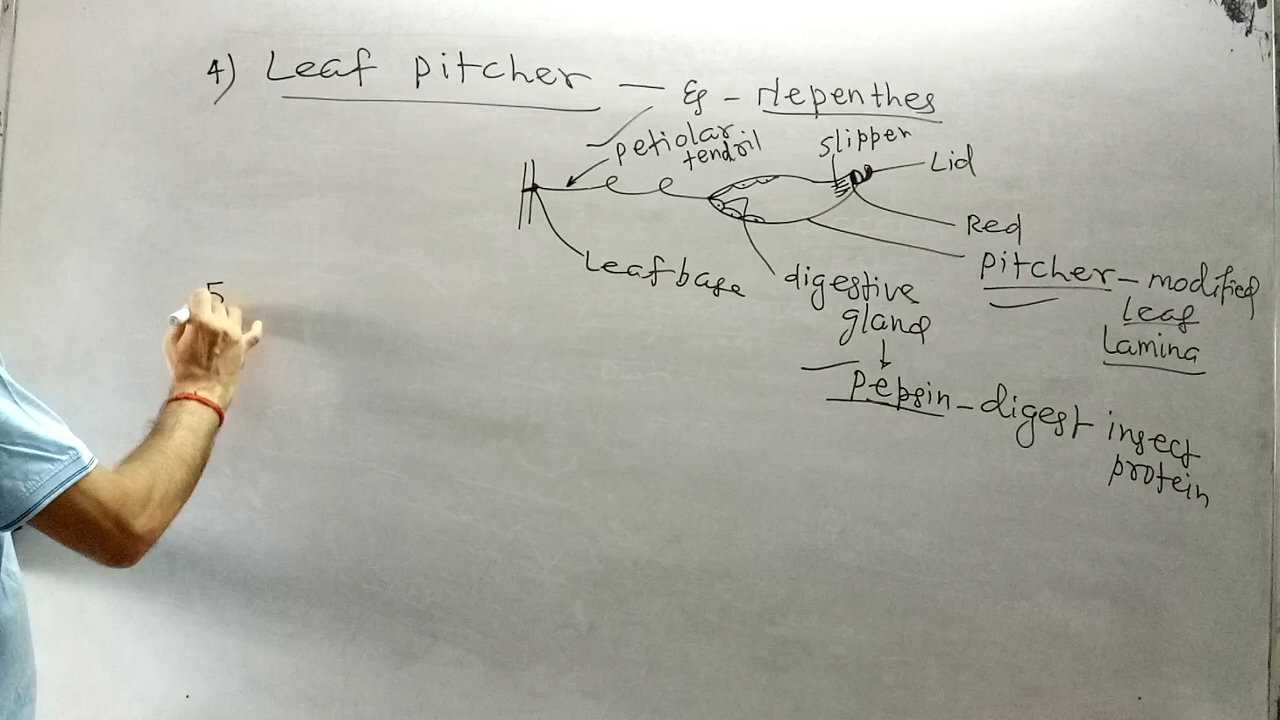 4) Leaf pitcher — Eg - Nepenthes
petiolar
tendril
slipper
Lid
Red
Leaf base
digestive
gland
pitcher - modified
Leaf
Lamina
Pepsin - digest insect
protein
5